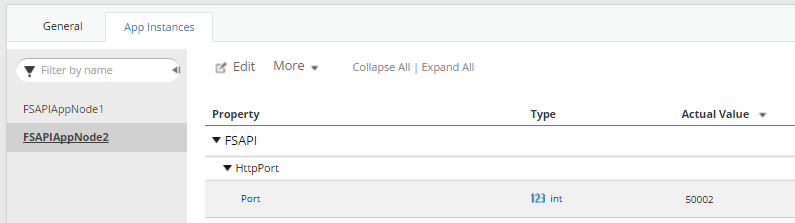 General
App Instances
Filter by name
FSAPIAppNode1
FSAPIAppNode2
Edit
More
Collapse All | Expand All
Property Type Actual Value
FSAPI
HttpPort
Port 123 int 50002